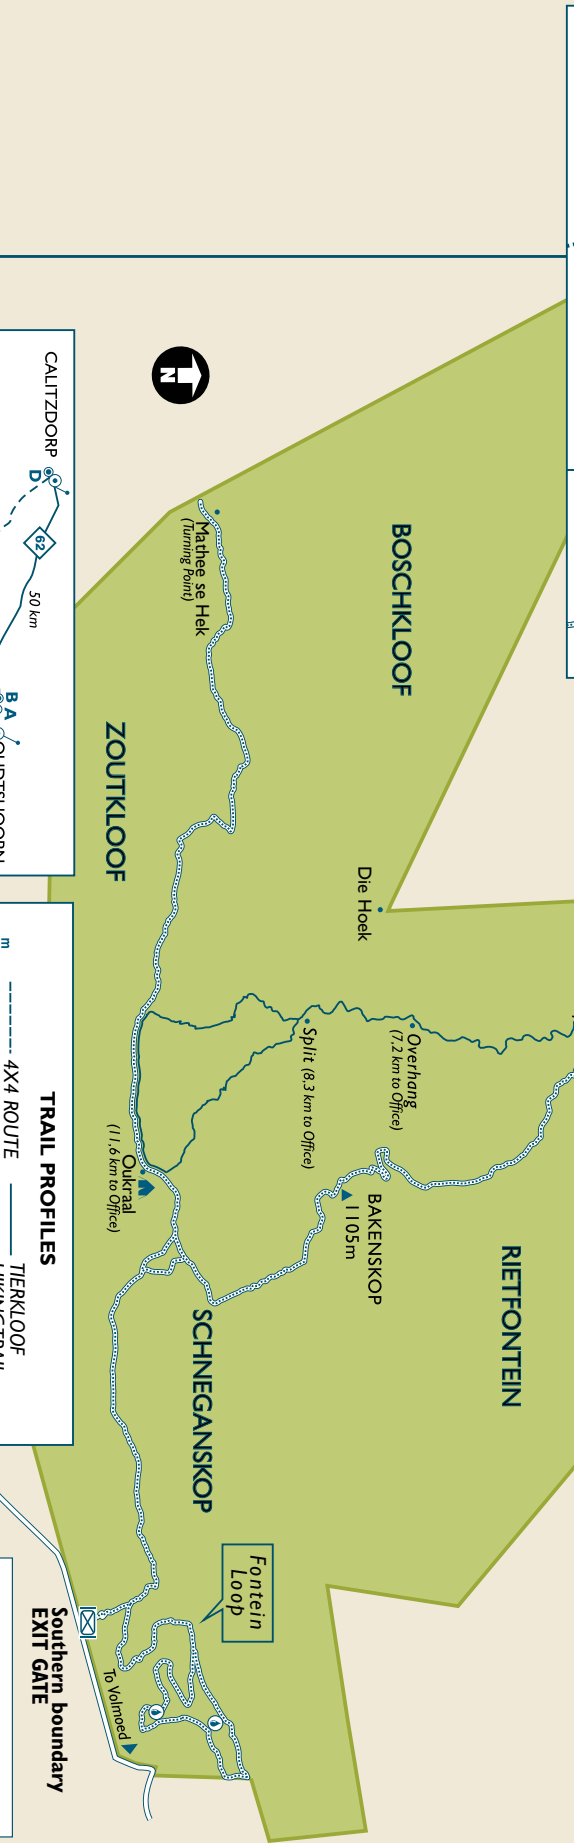 N
CALITZDORP
D
62
50 km
B A
Mathee se Hek
(Turning Point)
BOSCHKLOOF
ZOUTKLOOF
Die Hoek
Overhang
(7,2 km to Office)
Split (8.3 km to Office)
Oukraal
(11,6 km to Office)
BAKENSKOP
1105m
RIETFONTEIN
SCHNEGANSKOP
TRAIL PROFILES
m
4X4 ROUTE
TIERKLOOF
Fontein
Loop
To Volmoed
Southern boundary
EXIT GATE